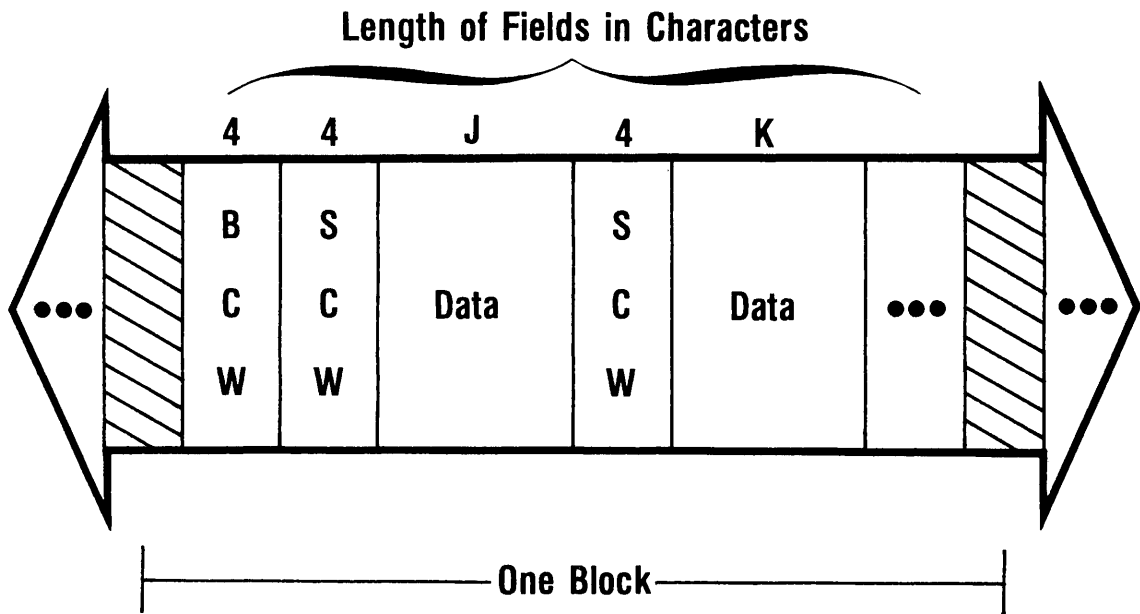 Length of Fields in Characters
4 4 J 4 K
B S S
C C Data C Data
W W W
One Block